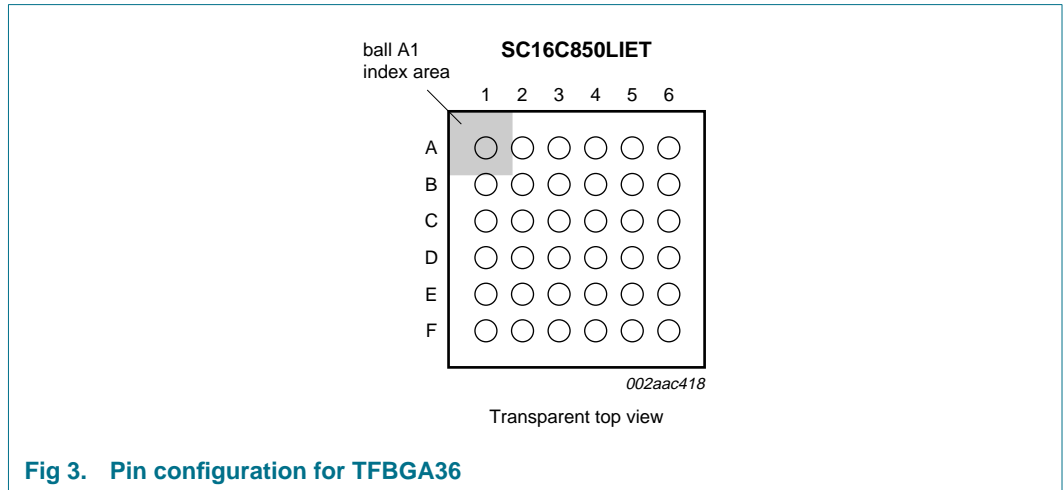 ball A1
index area
SC16C850LIET
1 2 3 4 5 6
A
B
C
D
E
F
002aac418
Transparent top view
Fig 3. Pin configuration for TFBGA36